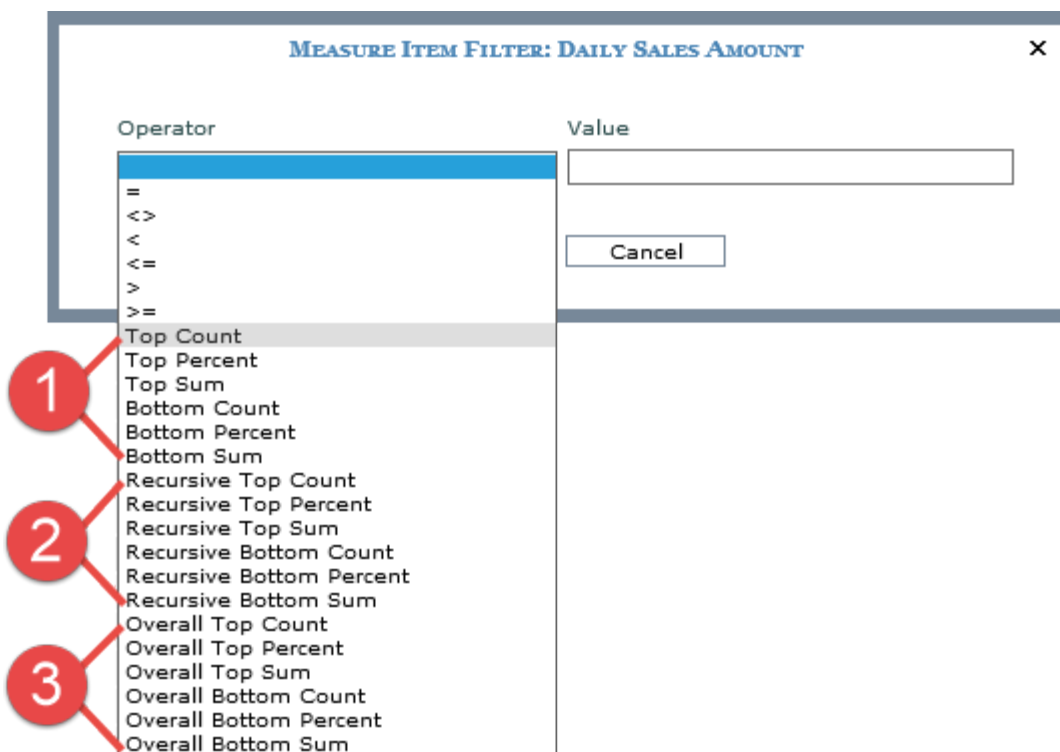 MEASURE ITEM FILTER: DAILY SALES AMOUNT ×
Operator Value
=
<>
<
<=
Cancel
>
>=
Top Count
Top Percent
Top Sum
1
Bottom Count
Bottom Percent
Bottom Sum
Recursive Top Count
Recursive Top Percent
Recursive Top Sum
2
Recursive Bottom Count
Recursive Bottom Percent
Recursive Bottom Sum
Overall Top Count
Overall Top Percent
Overall Top Sum
3
Overall Bottom Count
Overall Bottom Percent
Overall Bottom Sum